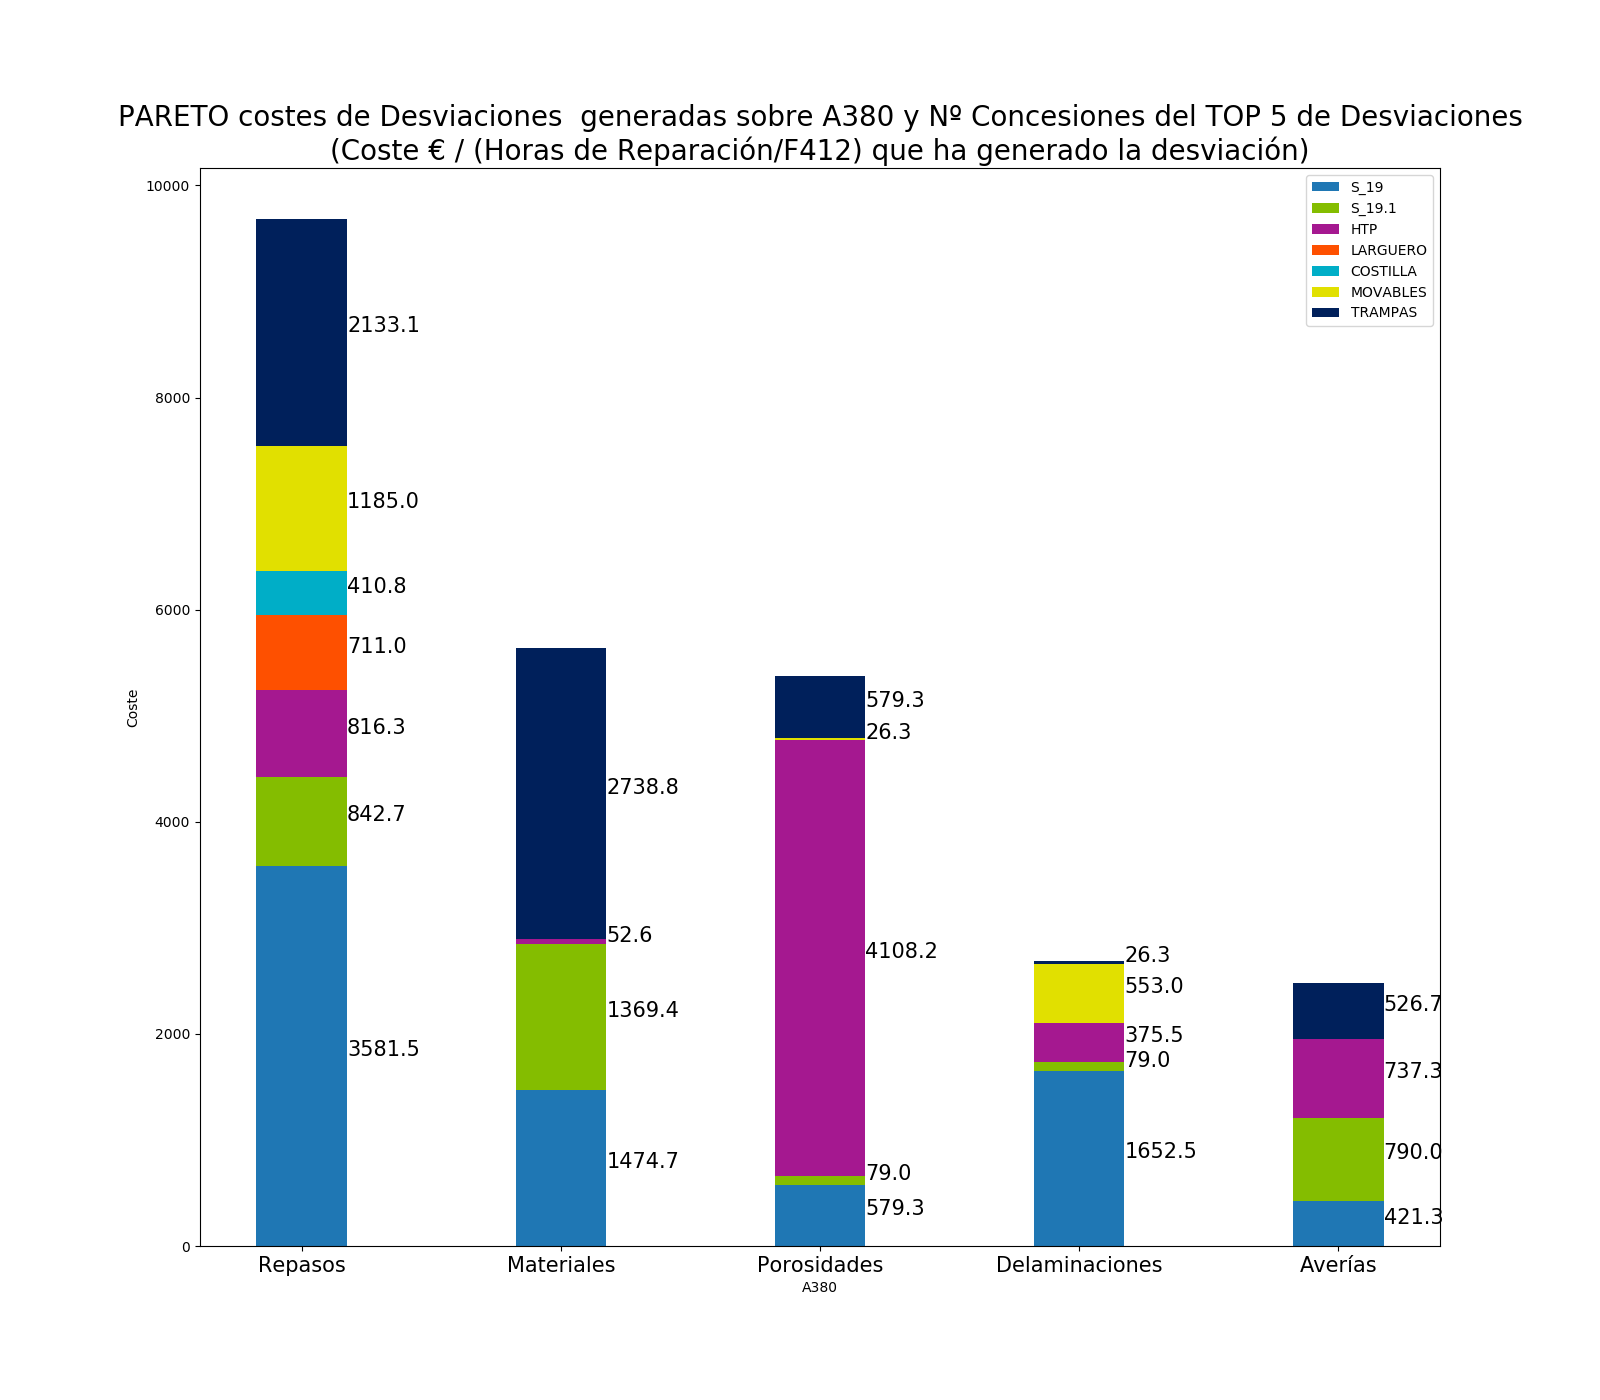 PARETO costes de Desviaciones  generadas sobre A380 y Nº Concesiones del TOP 5 de Desviaciones
(Coste € / (Horas de Reparación/F412) que ha generado la desviación)
S_19
S_19.1
HTP
LARGUERO
COSTILLA
MOVABLES
TRAMPAS
10000
8000
6000
4000
2000
0
Coste
2133.1
1185.0
410.8
711.0
816.3
842.7
3581.5
2738.8
52.6
1369.4
1474.7
579.3
26.3
4108.2
79.0
579.3
26.3
553.0
375.5
79.0
1652.5
526.7
737.3
790.0
421.3
Repasos
Materiales
Porosidades
Delaminaciones
Averías
A380